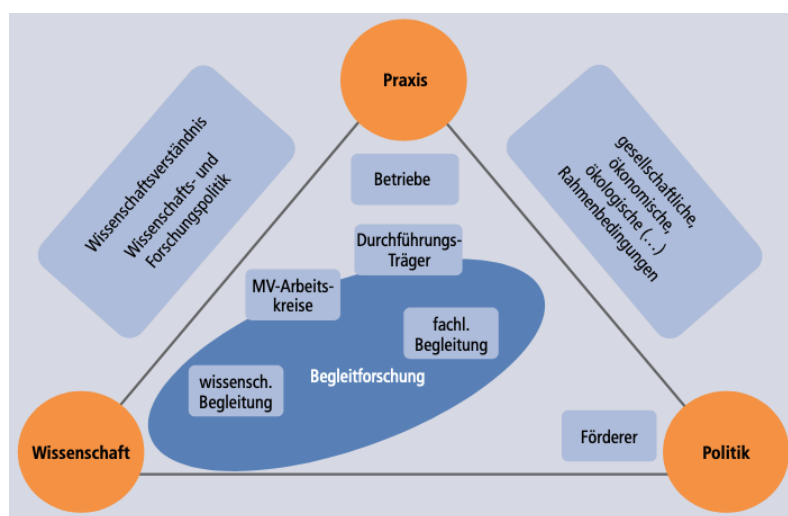 Praxis
Wissenschaftsverständnis
Wissenschafts- und
Forschungspolitik
gesellschaftliche,
ökonomische,
ökologische (...)
Rahmenbedingungen
Betriebe
Durchführungs-
Träger
MV-Arbeits-
kreise
fachl.
Begleitung
wissensch.
Begleitung
Begleitforschung
Wissenschaft
Förderer
Politik